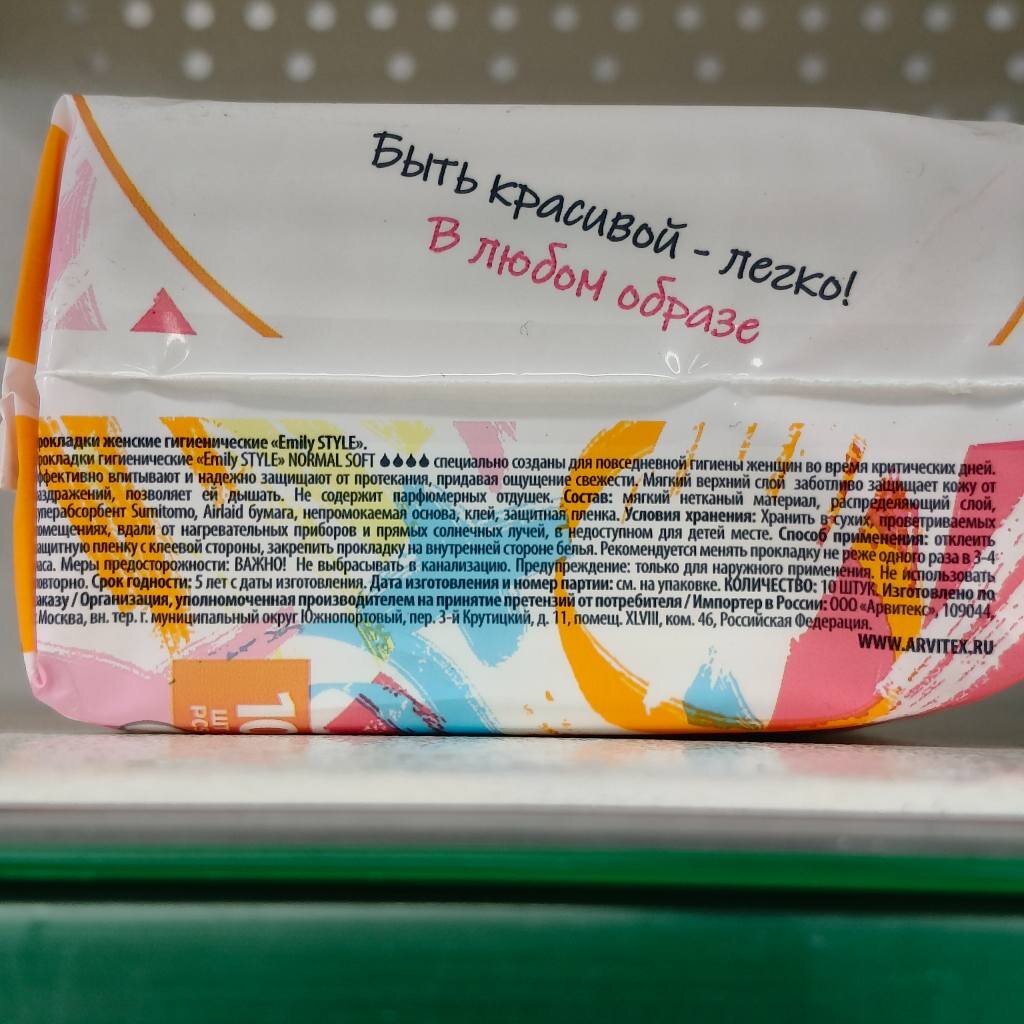 Быть красивой - легко!
В любом образе
рокладки женские гигиенические «Emily STYLE».
рокладки гигиенические «Emily STYLE» NORMAL SOFT специально созданы для повседневной гигиены женщин во время критических дней.
ффективно впитывают и надежно защищают от протекания, придавая ощущение свежести. Мягкий верхний слой заботливо защищает кожу от
аздражений, позволяет ей дышать. Не содержит парфюмерных отдушек. Состав: мягкий нетканый материал, распределяющий слой,
уперабсорбент Sumitomo, Airlaid бумага, непромокаемая основа, клей, защитная пленка. Условия хранения: Хранить в сухих, проветриваемых
омещениях, вдали от нагревательных приборов и прямых солнечных лучей, в недоступном для детей месте. Способ применения: отклеить
ащитную пленку с клеевой стороны, закрепить прокладку на внутренней стороне белья. Рекомендуется менять прокладку не реже одного раза в 3-4
аса. Меры предосторожности: ВАЖНО! Не выбрасывать в канализацию. Предупреждение: только для наружного применения. Не использовать
овторно. Срок годности: 5 лет с даты изготовления. Дата изготовления и номер партии: см. на упаковке. КОЛИЧЕСТВО: 10 ШТУК. Изготовлено по
аказу / Организация, уполномоченная производителем на принятие претензий от потребителя / Импортер в России: ООО «Арвитекс», 109044,
. Москва, вн. тер. г. муниципальный округ Южнопортовый, пер. 3-й Крутицкий, д. 11, помещ. XLVIII, ком. 46, Российская Федерация.
WWW.ARVITEX.RU
10